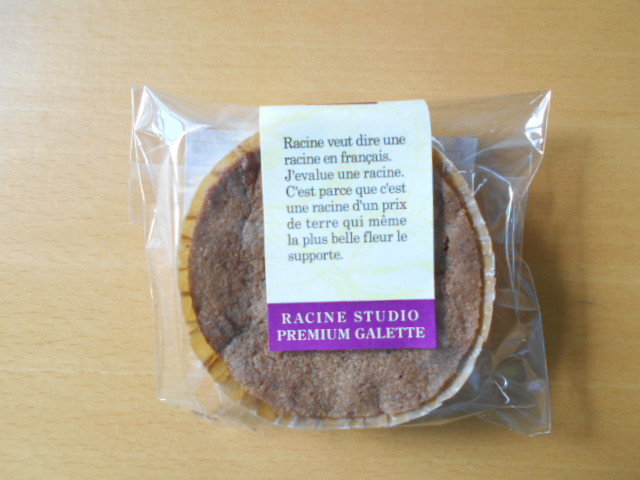 Racine veut dire une
racine en français.
J'evalue une racine.
C'est parce que c'est
une racine d'un prix
de terre qui même
la plus belle fleur le
supporte.
RACINE STUDIO
PREMIUM GALETTE